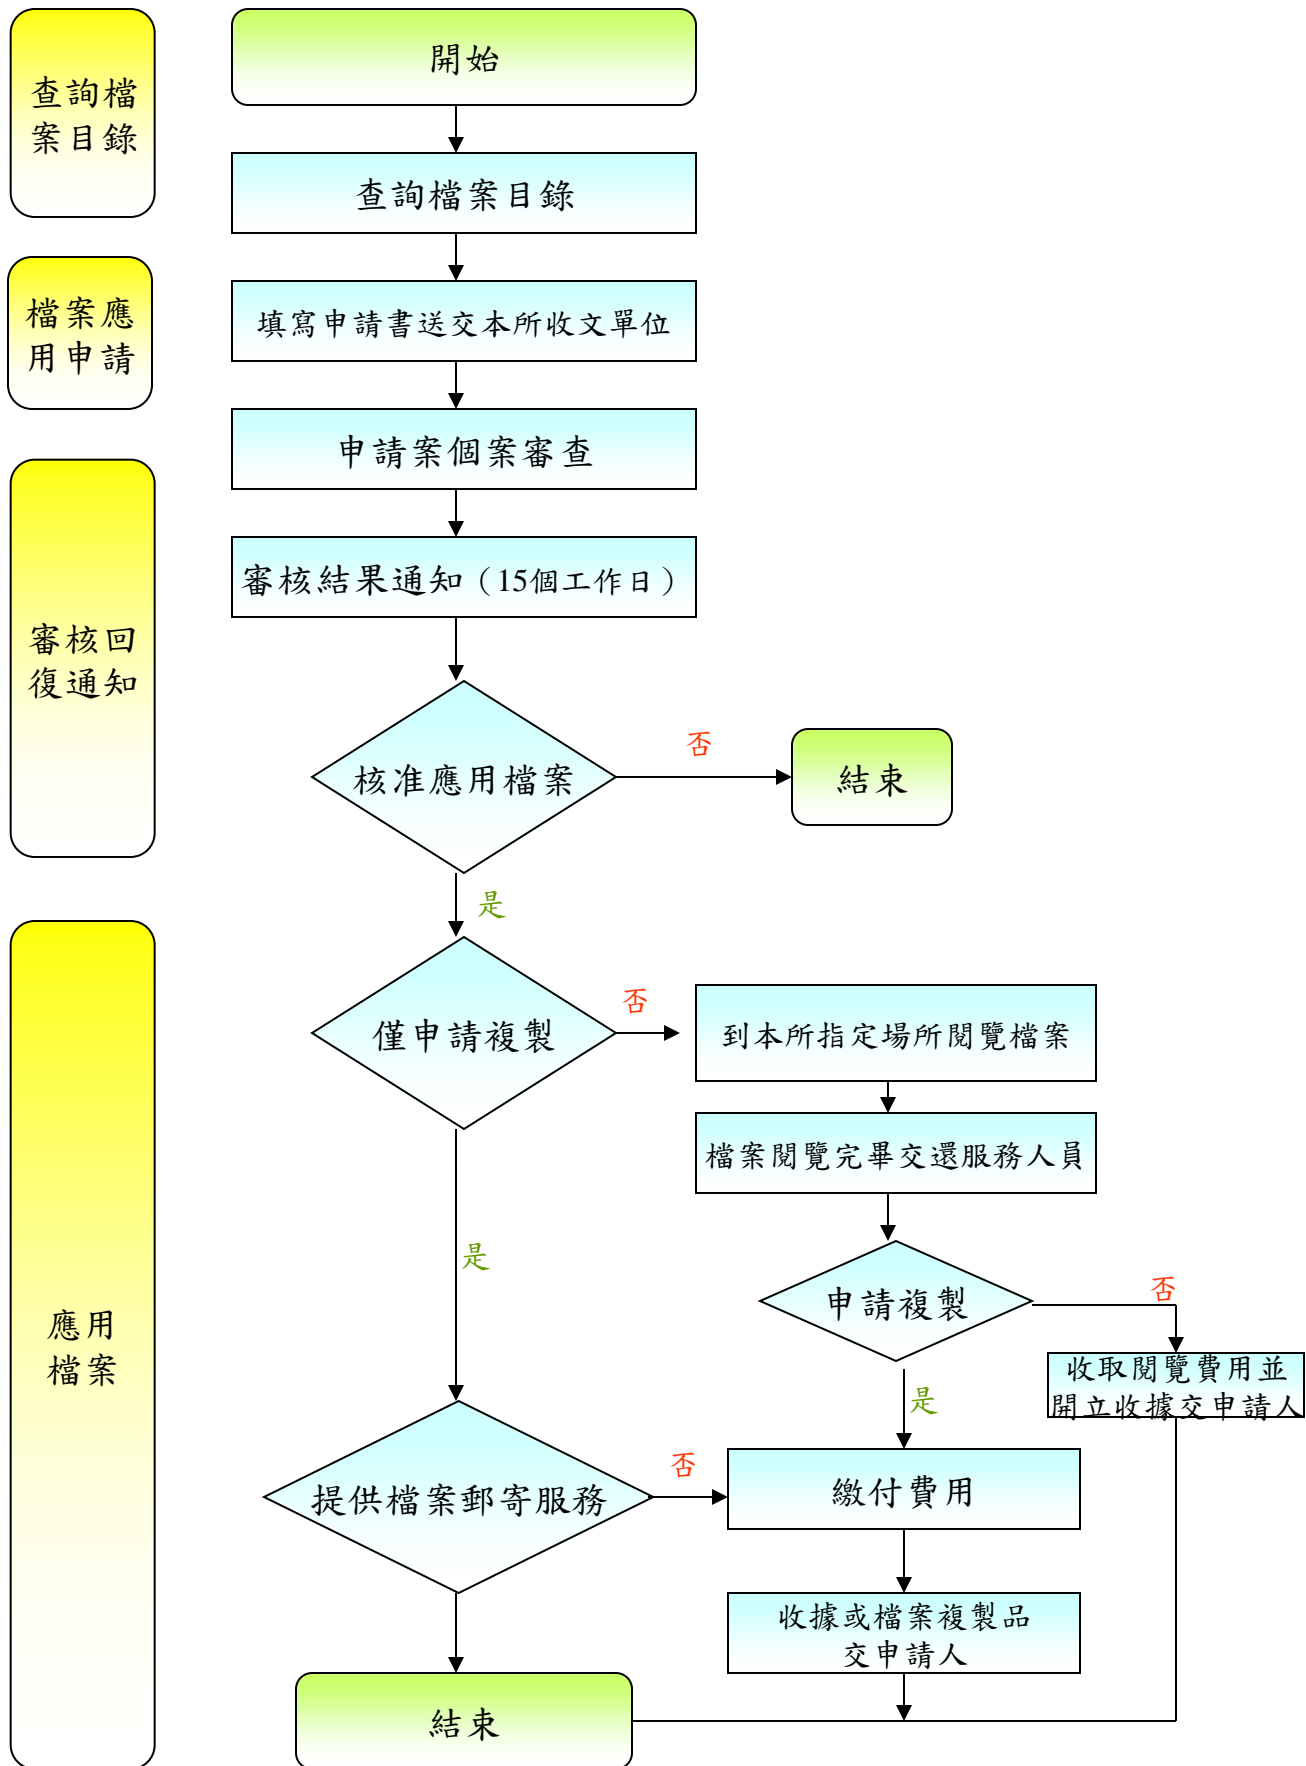 查詢檔
案目錄
開始
查詢檔案目錄
檔案應
用申請
填寫申請書送交本所收文單位
申請案個案審查
審核回
復通知
審核結果通知（15個工作日）
核准應用檔案
否
結束
是
應用
檔案
僅申請複製
否
到本所指定場所閱覽檔案
檔案閱覽完畢交還服務人員
是
申請複製
否
收取閱覽費用並
開立收據交申請人
是
提供檔案郵寄服務
否
繳付費用
收據或檔案複製品
交申請人
結束